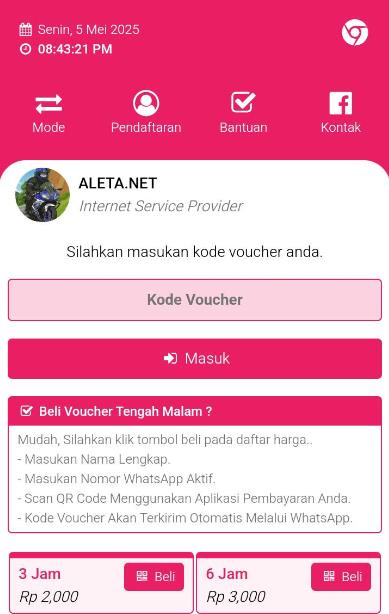 Senin, 5 Mei 2025
08:43:21 PM
Mode
Pendaftaran
Bantuan
Kontak
ALETA.NET
Internet Service Provider
Silahkan masukan kode voucher anda.
Kode Voucher
Masuk
Beli Voucher Tengah Malam ?
Mudah, Silahkan klik tombol beli pada daftar harga..
- Masukan Nama Lengkap.
- Masukan Nomor WhatsApp Aktif.
- Scan QR Code Menggunakan Aplikasi Pembayaran Anda.
- Kode Voucher Akan Terkirim Otomatis Melalui WhatsApp.
3 Jam
Beli
Rp 2,000
6 Jam
Beli
Rp 3,000